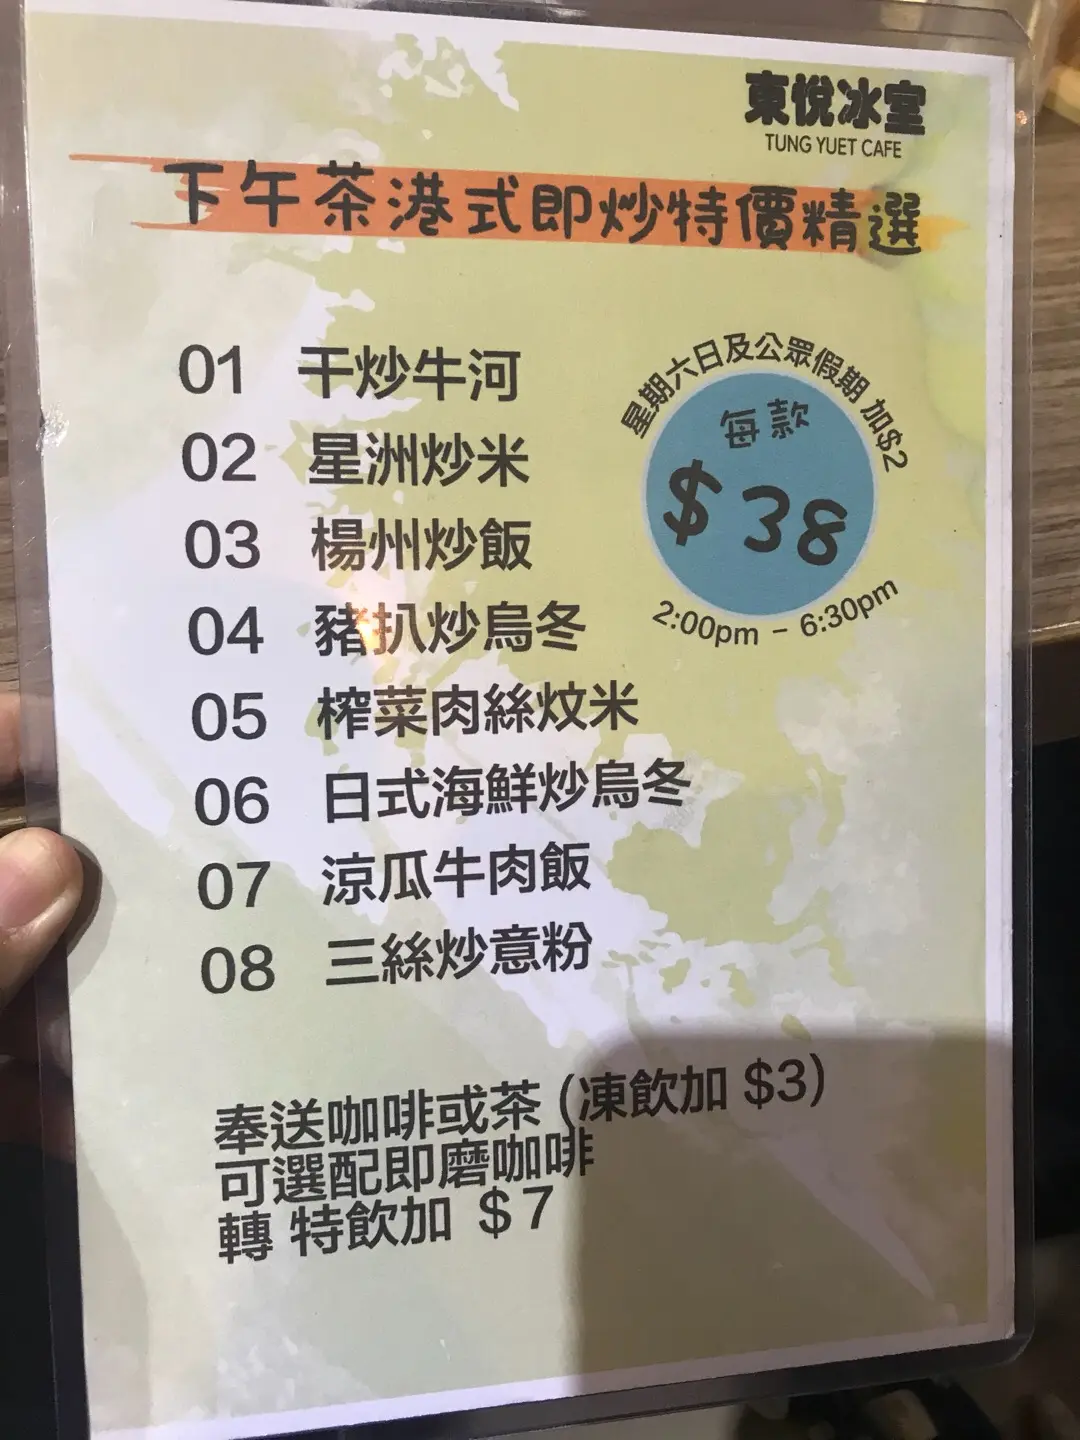 東悅冰室
TUNG YUET CAFE
下午茶港式即炒特價精選
星期六日及公眾假期 加$2
每款
$38
2:00pm - 6:30pm
01 干炒牛河
02 星洲炒米
03 楊州炒飯
04 豬扒炒烏冬
05 榨菜肉絲炆米
06 日式海鮮炒烏冬
07 涼瓜牛肉飯
08 三絲炒意粉
奉送咖啡或茶 (凍飲加 $3)
可選配即磨咖啡
轉 特飲加 $7